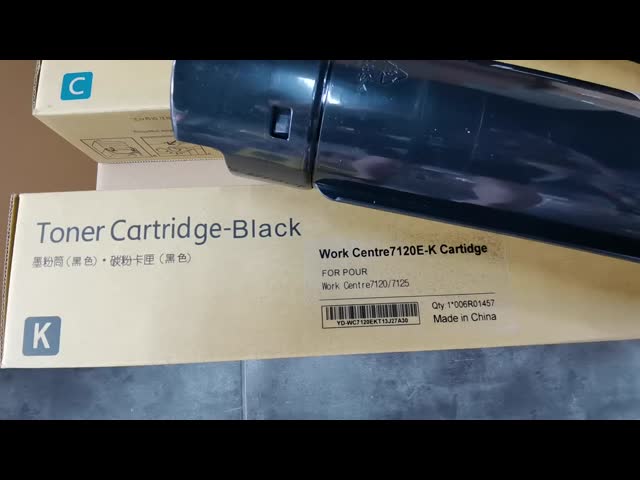 C
Toner Cartridge-Black
墨粉筒(黑色)·碳粉卡匣(黑色)
K
Work Centre7120E-K Cartidge
FOR POUR
Work Centre7120/7125
YD-WC7120EKT13J27A30
Qty 1*006R01457
Made in China